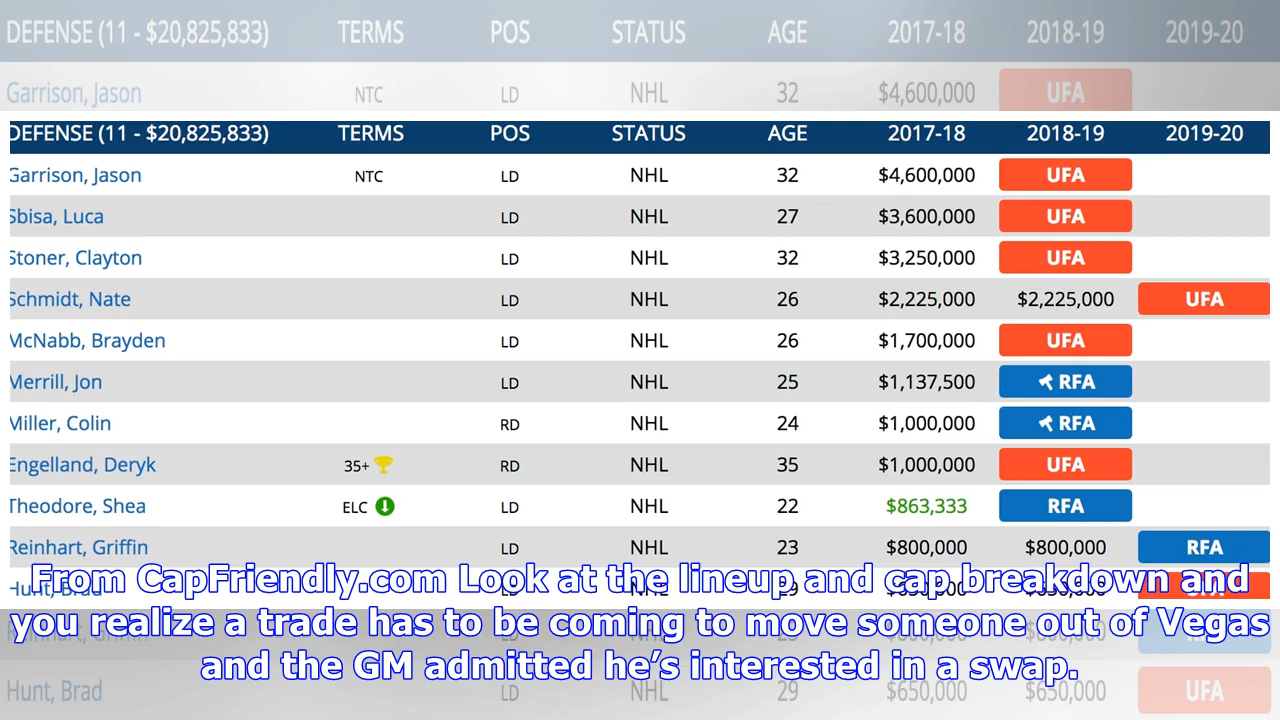 DEFENSE (11 - $20,825,833) TERMS POS STATUS AGE 2017-18 2018-19 2019-20
Garrison, Jason NTC LD NHL 32 $4,600,000 UFA
DEFENSE (11 - $20,825,833) TERMS POS STATUS AGE 2017-18 2018-19 2019-20
Garrison, Jason NTC LD NHL 32 $4,600,000 UFA
Sbisa, Luca LD NHL 27 $3,600,000 UFA
Stoner, Clayton LD NHL 32 $3,250,000 UFA
Schmidt, Nate LD NHL 26 $2,225,000 $2,225,000 UFA
McNabb, Brayden LD NHL 26 $1,700,000 UFA
Merrill, Jon LD NHL 25 $1,137,500 RFA
Miller, Colin RD NHL 24 $1,000,000 RFA
Engelland, Deryk 35+ RD NHL 35 $1,000,000 UFA
Theodore, Shea ELC LD NHL 22 $863,333 RFA
Reinhart, Griffin LD NHL 23 $800,000 $800,000 RFA
From CapFriendly.com Look at the lineup and cap breakdown and
you realize a trade has to be coming to move someone out of Vegas
and the GM admitted he’s interested in a swap.
Hunt, Brad LD NHL 29 $650,000 $650,000 UFA